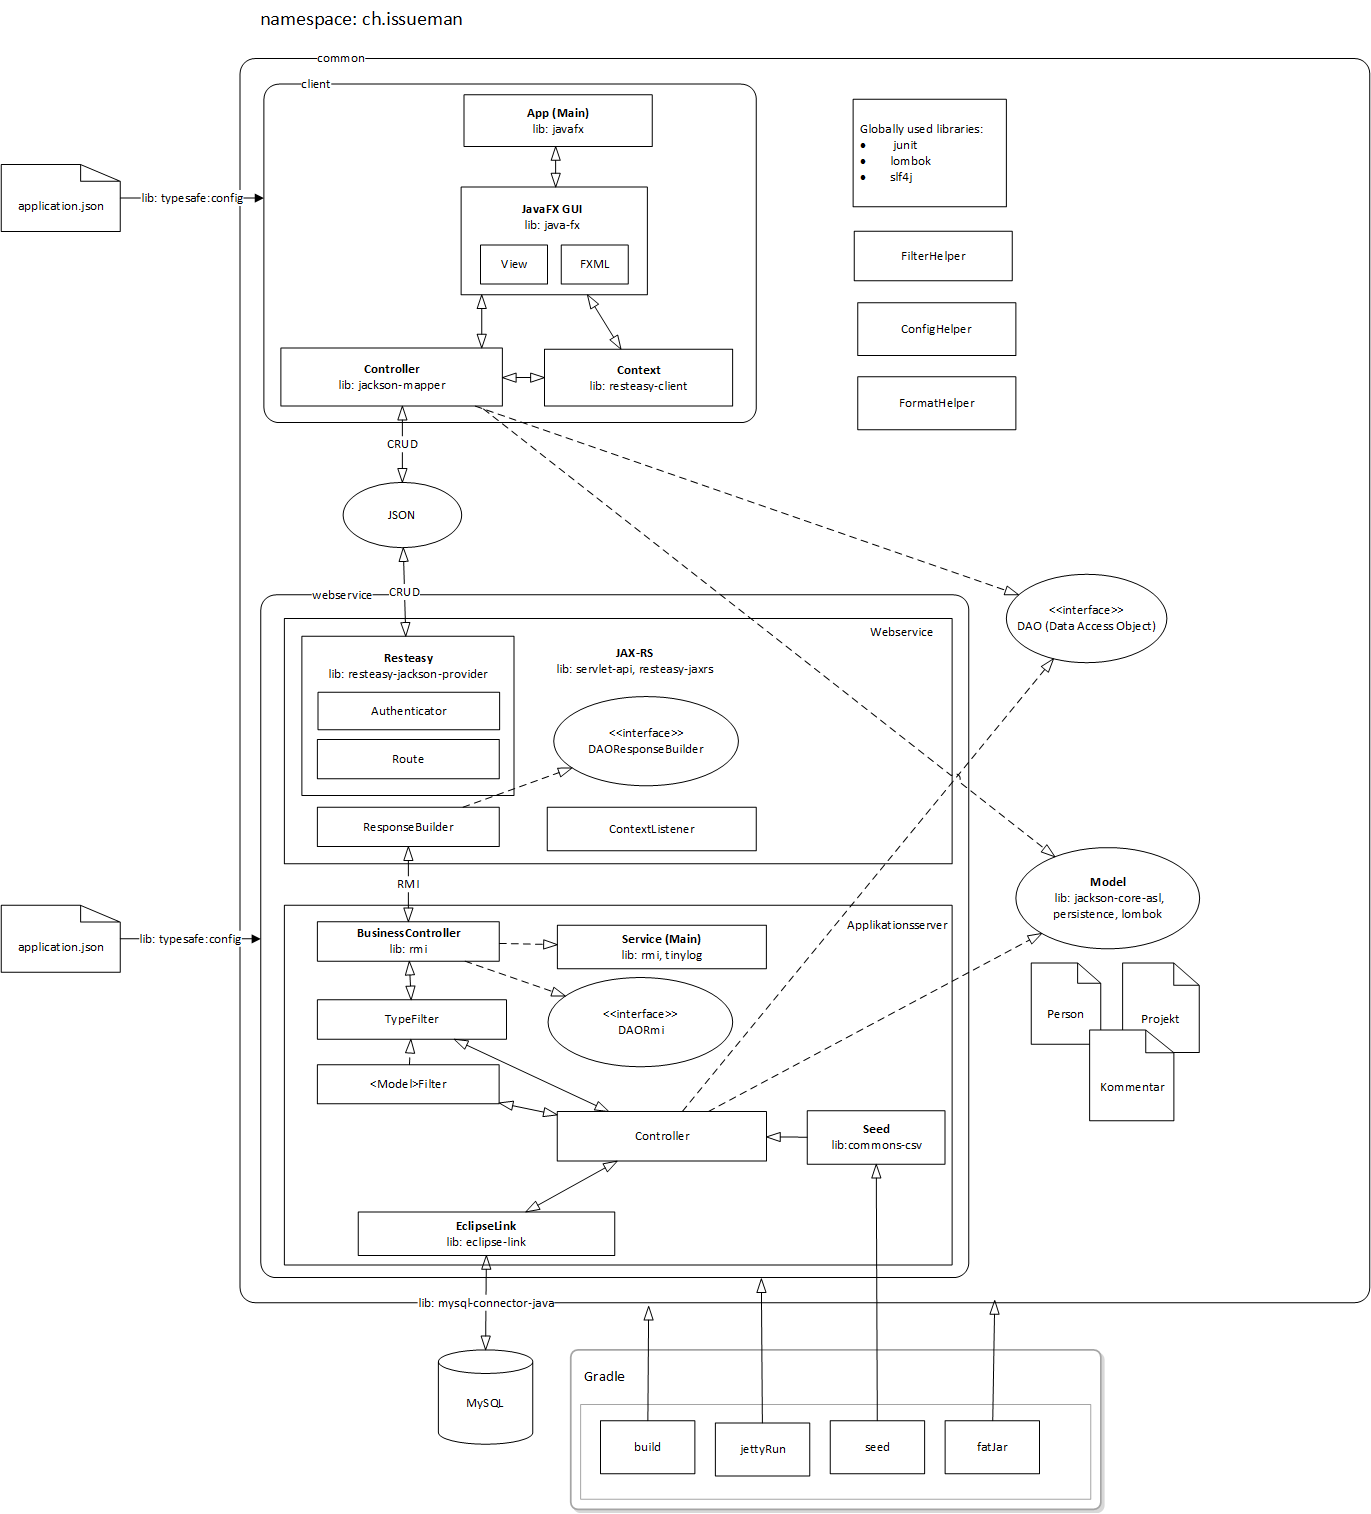 namespace: ch.issueman
common
client
App (Main)
lib: javafx
Globally used libraries:
• junit
• lombok
• slf4j
application.json
lib: typesafe:config
JavaFX GUI
lib: java-fx
View
FXML
FilterHelper
ConfigHelper
Controller
lib: jackson-mapper
Context
lib: resteasy-client
FormatHelper
CRUD
JSON
CRUD
webservice
<<interface>>
DAO (Data Access Object)
Webservice
Resteasy
lib: resteasy-jackson-provider
JAX-RS
lib: servlet-api, resteasy-jaxrs
Authenticator
Route
<<interface>>
DAOResponseBuilder
ResponseBuilder
ContextListener
RMI
Model
lib: jackson-core-asl,
persistence, lombok
application.json
lib: typesafe:config
Applikationsserver
BusinessController
lib: rmi
Service (Main)
lib: rmi, tinylog
TypeFilter
<<interface>>
DAORmi
Person
Projekt
Kommentar
<Model>Filter
Controller
Seed
lib:commons-csv
EclipseLink
lib: eclipse-link
lib: mysql-connector-java
MySQL
Gradle
build
jettyRun
seed
fatJar